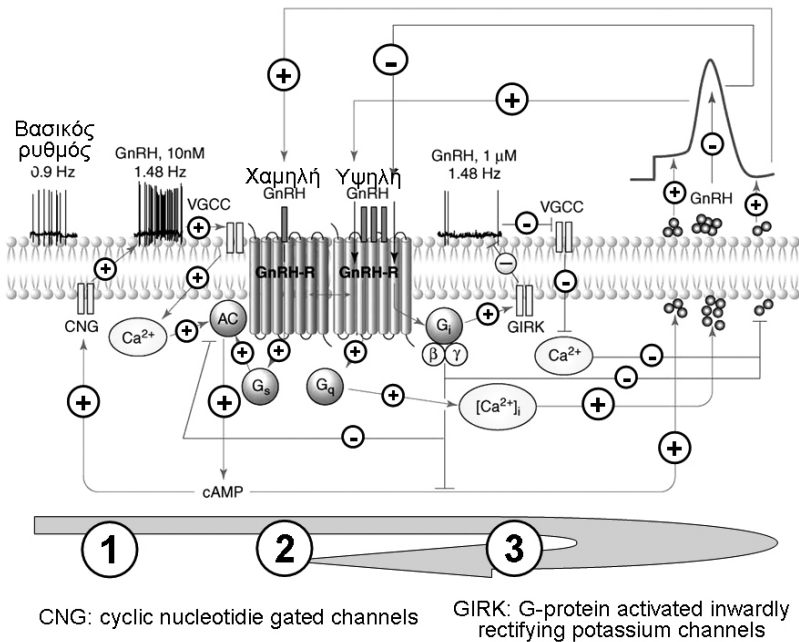 Βασικός
ρυθμός
0.9 Hz
GnRH, 10nM
1.48 Hz
VGCC
Χαμηλή
GnRH
Υψηλή
GnRH
GnRH, 1 μM
1.48 Hz
VGCC
GnRH
+
-
+
+
-
+
+
-
+
+
-
-
GnRH-R
GnRH-R
CNG
Ca²⁺
+
AC
+
+
Gs
Gq
+
Gi
β
γ
+
GIRK
Ca²⁺
-
-
+
[Ca²⁺]i
+
+
+
-
+
cAMP
1
2
3
CNG: cyclic nucleotidie gated channels
GIRK: G-protein activated inwardly
rectifying potassium channels